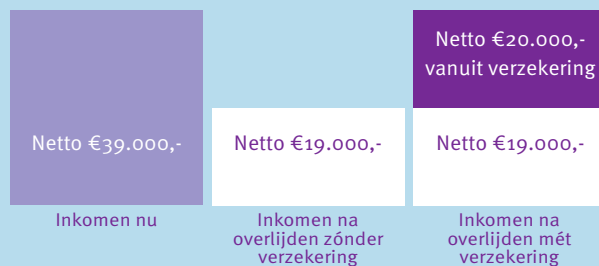 Netto €20.000,-
vanuit verzekering
Netto €39.000,-
Netto €19.000,-
Netto €19.000,-
Inkomen nu
Inkomen na
overlijden zónder
verzekering
Inkomen na
overlijden mét
verzekering